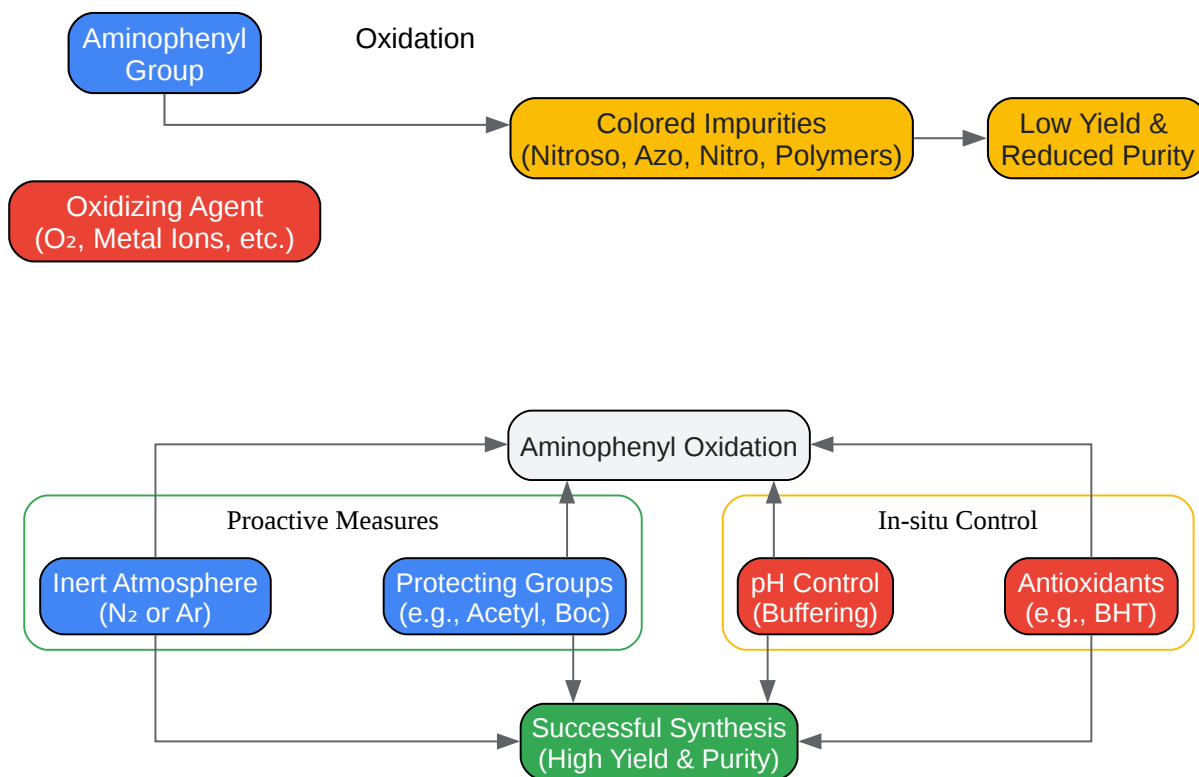 Aminophenyl
Group
Oxidation
Colored Impurities
(Nitroso, Azo, Nitro, Polymers)
Low Yield &
Reduced Purity
Oxidizing Agent
(O₂, Metal Ions, etc.)
Aminophenyl Oxidation
Proactive Measures
In-situ Control
Inert Atmosphere
(N₂ or Ar)
Protecting Groups
(e.g., Acetyl, Boc)
pH Control
(Buffering)
Antioxidants
(e.g., BHT)
Successful Synthesis
(High Yield & Purity)